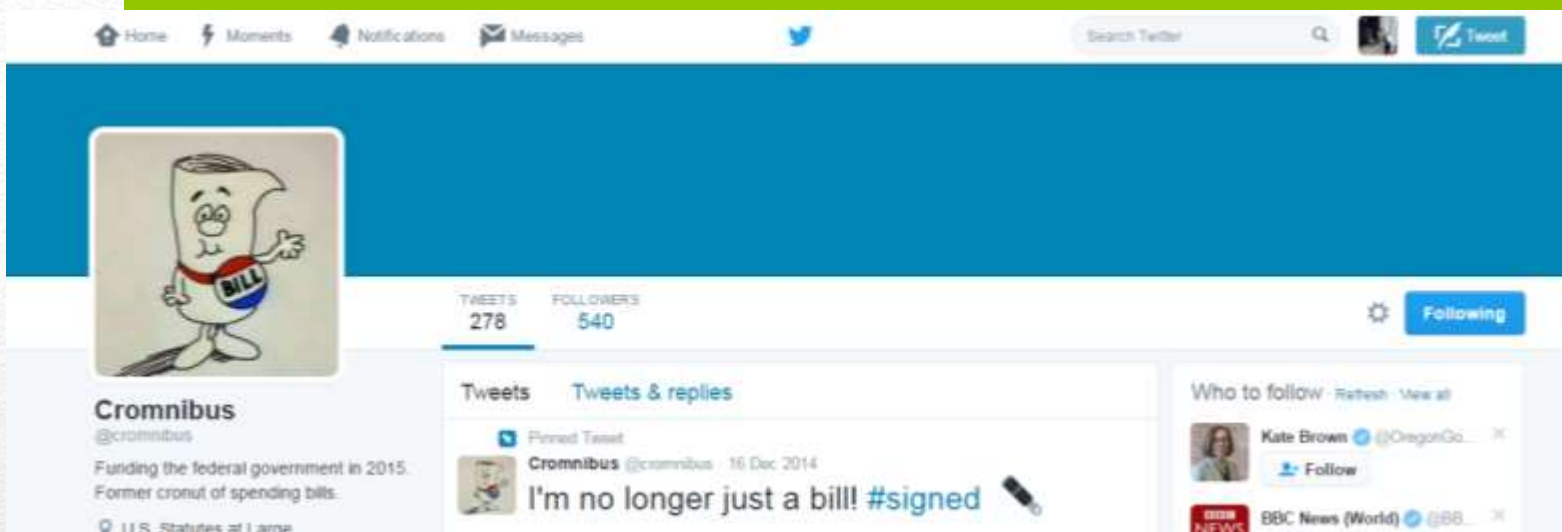 Home Moments Notifications Messages Search Twitter Tweet
BILL
TWEETS FOLLOWERS
278 540
Following
Cromnibus
@cromnibus
Funding the federal government in 2015.
Former cronut of spending bills.
U.S. Statutes at Large
Tweets Tweets & replies
Pinned Tweet
Cromnibus @cromnibus · 16 Dec 2014
I'm no longer just a bill! #signed
Who to follow · Refresh · View all
Kate Brown @OregonGo...
Follow
BBC NEWS
BBC News (World) @BB...